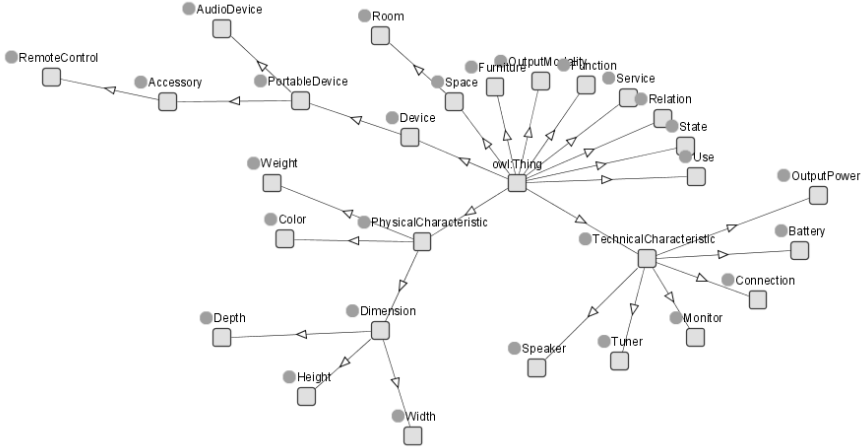 AudioDevice
Room
RemoteControl
Accessory
PortableDevice
Space
Furniture
OutputModality
Function
Service
Relation
Device
State
Use
owl:Thing
Weight
OutputPower
Color
PhysicalCharacteristic
TechnicalCharacteristic
Battery
Connection
Depth
Dimension
Monitor
Speaker
Tuner
Height
Width